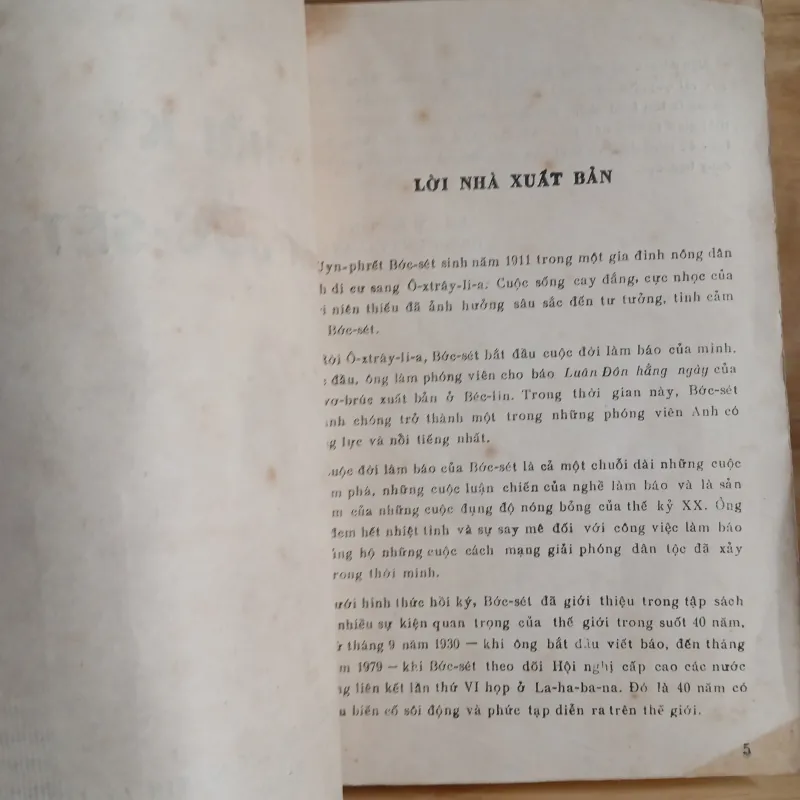 LỜI NHÀ XUẤT BẢN
Uyn-phrết Bớc-sét sinh năm 1911 trong một gia đình nông dân
di cư sang Ô-xtrây-li-a. Cuộc sống cay đắng, cực nhọc của
niên thiếu đã ảnh hưởng sâu sắc đến tư tưởng, tình cảm
Bớc-sét.
Rời Ô-xtrây-li-a, Bớc-sét bắt đầu cuộc đời làm báo của mình.
đầu, ông làm phóng viên cho báo Luân Đôn hằng ngày của
vơ-brúc xuất bản ở Béc-lin. Trong thời gian này, Bớc-sét
chóng trở thành một trong những phóng viên Anh có
lực và nổi tiếng nhất.
đời làm báo của Bớc-sét là cả một chuỗi dài những cuộc
phá, những cuộc luận chiến của nghề làm báo và là sản
của những cuộc đụng độ nóng bỏng của thế kỷ XX. Ông
đem hết nhiệt tình và sự say mê đối với công việc làm báo
hộ những cuộc cách mạng giải phóng dân tộc đã xảy
trong thời mình.
hình thức hồi ký, Bớc-sét đã giới thiệu trong tập sách
nhiều sự kiện quan trọng của thế giới trong suốt 40 năm,
tháng 9 năm 1930 — khi ông bắt đầu viết báo, đến tháng
1979 — khi Bớc-sét theo dõi Hội nghị cấp cao các nước
liên kết lần thứ VI họp ở La-ha-ba-na. Đó là 40 năm có
biến cố sôi động và phức tạp diễn ra trên thế giới.
5